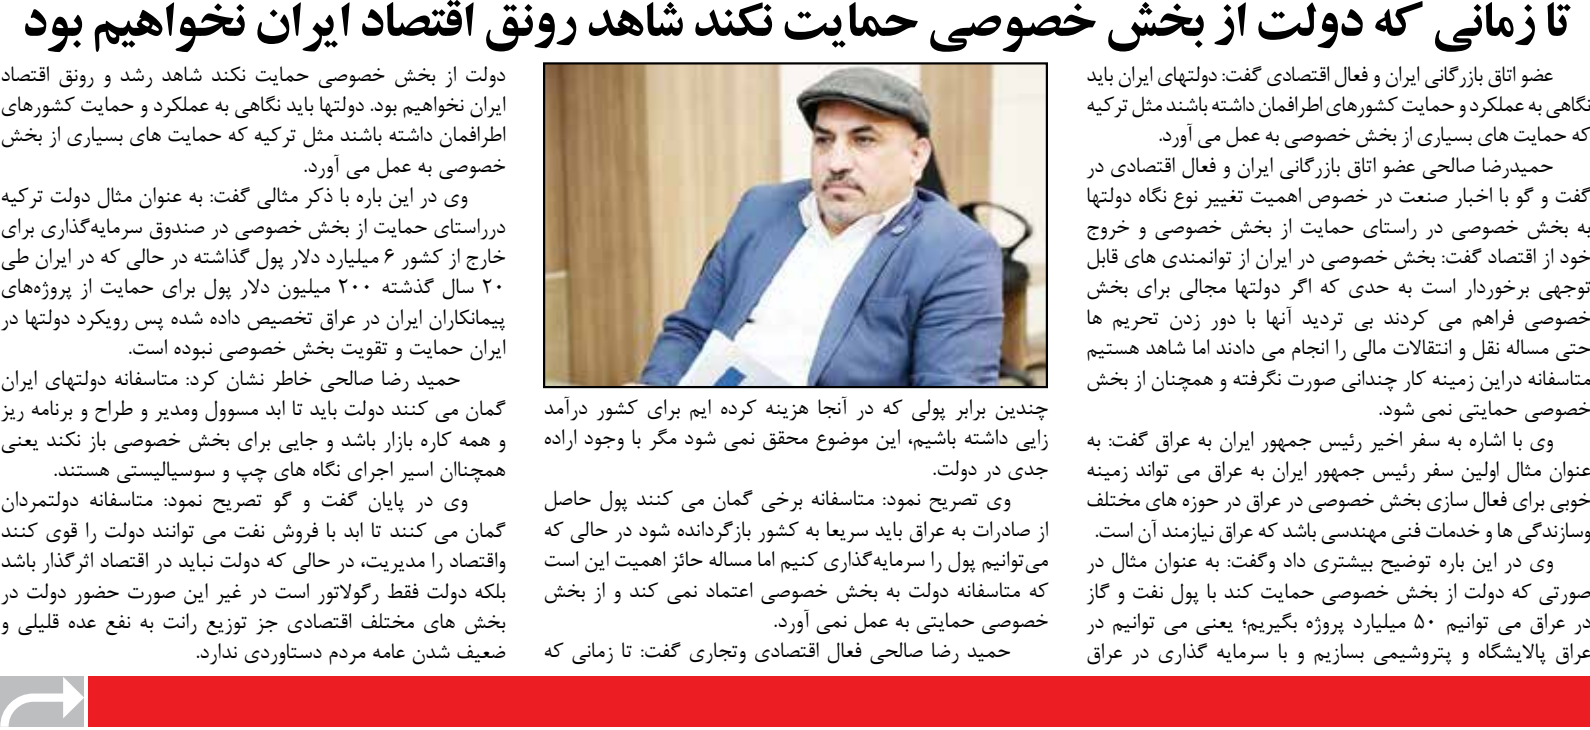 تا زمانی که دولت از بخش خصوصی حمایت نکند شاهد رونق اقتصاد ایران نخواهیم بود
عضو اتاق بازرگانی ایران و فعال اقتصادی گفت: دولتهای ایران باید
نگاهی به عملکرد و حمایت کشورهای اطرافمان داشته باشند مثل ترکیه
که حمایت های بسیاری از بخش خصوصی به عمل می آورد.
حمیدرضا صالحی عضو اتاق بازرگانی ایران و فعال اقتصادی در
گفت و گو با اخبار صنعت در خصوص اهمیت تغییر نوع نگاه دولتها
به بخش خصوصی در راستای حمایت از بخش خصوصی و خروج
خود از اقتصاد گفت: بخش خصوصی در ایران از توانمندی های قابل
توجهی برخوردار است به حدی که اگر دولتها مجالی برای بخش
خصوصی فراهم می کردند بی تردید آنها با دور زدن تحریم ها
حتی مساله نقل و انتقالات مالی را انجام می دادند اما شاهد هستیم
متاسفانه دراین زمینه کار چندانی صورت نگرفته و همچنان از بخش
خصوصی حمایتی نمی شود.
وی با اشاره به سفر اخیر رئیس جمهور ایران به عراق گفت: به
عنوان مثال اولین سفر رئیس جمهور ایران به عراق می تواند زمینه
خوبی برای فعال سازی بخش خصوصی در عراق در حوزه های مختلف
وسازندگی ها و خدمات فنی مهندسی باشد که عراق نیازمند آن است.
وی در این باره توضیح بیشتری داد وگفت: به عنوان مثال در
صورتی که دولت از بخش خصوصی حمایت کند با پول نفت و گاز
در عراق می توانیم ۵۰ میلیارد پروژه بگیریم؛ یعنی می توانیم در
عراق پالایشگاه و پتروشیمی بسازیم و با سرمایه گذاری در عراق
چندین برابر پولی که در آنجا هزینه کرده ایم برای کشور درآمد
زایی داشته باشیم، این موضوع محقق نمی شود مگر با وجود اراده
جدی در دولت.
وی تصریح نمود: متاسفانه برخی گمان می کنند پول حاصل
از صادرات به عراق باید سریعا به کشور بازگردانده شود در حالی که
می‌توانیم پول را سرمایه‌گذاری کنیم اما مساله حائز اهمیت این است
که متاسفانه دولت به بخش خصوصی اعتماد نمی کند و از بخش
خصوصی حمایتی به عمل نمی آورد.
حمید رضا صالحی فعال اقتصادی وتجاری گفت: تا زمانی که
دولت از بخش خصوصی حمایت نکند شاهد رشد و رونق اقتصاد
ایران نخواهیم بود. دولتها باید نگاهی به عملکرد و حمایت کشورهای
اطرافمان داشته باشند مثل ترکیه که حمایت های بسیاری از بخش
خصوصی به عمل می آورد.
وی در این باره با ذکر مثالی گفت: به عنوان مثال دولت ترکیه
درراستای حمایت از بخش خصوصی در صندوق سرمایه‌گذاری برای
خارج از کشور ۶ میلیارد دلار پول گذاشته در حالی که در ایران طی
۲۰ سال گذشته ۲۰۰ میلیون دلار پول برای حمایت از پروژه‌های
پیمانکاران ایران در عراق تخصیص داده شده پس رویکرد دولتها در
ایران حمایت و تقویت بخش خصوصی نبوده است.
حمید رضا صالحی خاطر نشان کرد: متاسفانه دولتهای ایران
گمان می کنند دولت باید تا ابد مسوول ومدیر و طراح و برنامه ریز
و همه کاره بازار باشد و جایی برای بخش خصوصی باز نکند یعنی
همچناان اسیر اجرای نگاه های چپ و سوسیالیستی هستند.
وی در پایان گفت و گو تصریح نمود: متاسفانه دولتمردان
گمان می کنند تا ابد با فروش نفت می توانند دولت را قوی کنند
واقتصاد را مدیریت، در حالی که دولت نباید در اقتصاد اثرگذار باشد
بلکه دولت فقط رگولاتور است در غیر این صورت حضور دولت در
بخش های مختلف اقتصادی جز توزیع رانت به نفع عده قلیلی و
ضعیف شدن عامه مردم دستاوردی ندارد.